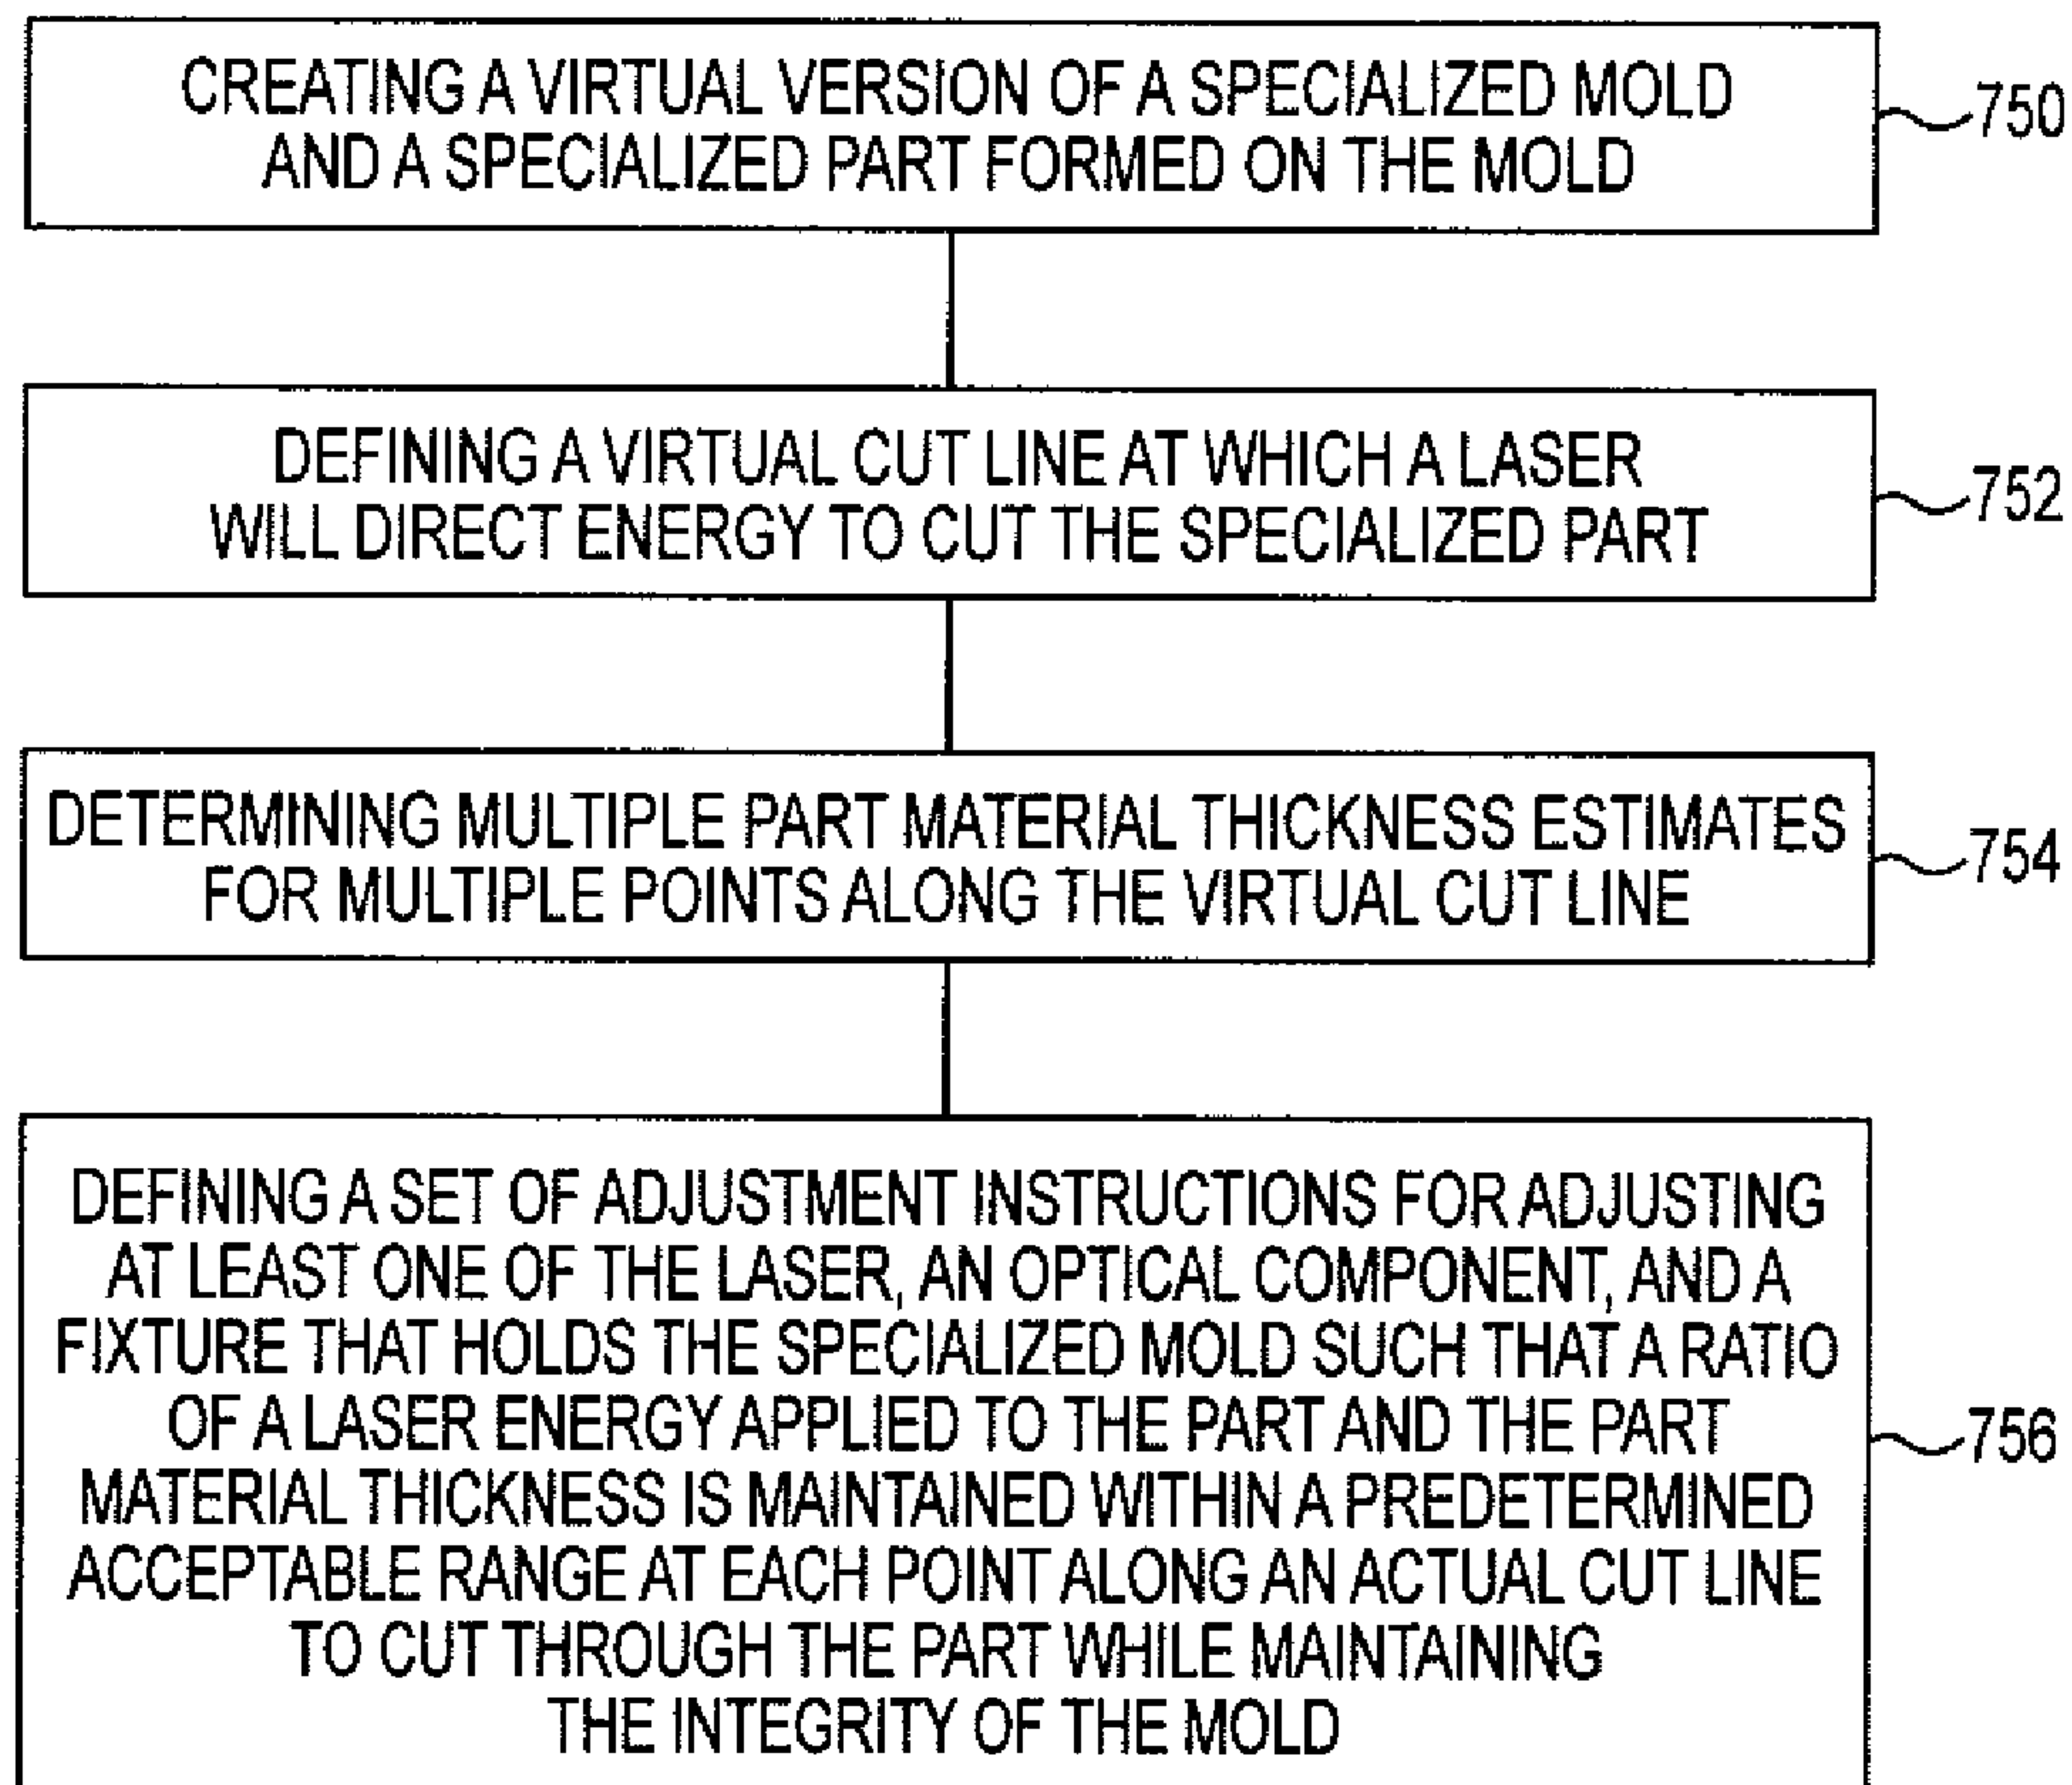 CREATING A VIRTUAL VERSION OF A SPECIALIZED MOLD
AND A SPECIALIZED PART FORMED ON THE MOLD
750
DEFINING A VIRTUAL CUT LINE AT WHICH A LASER
WILL DIRECT ENERGY TO CUT THE SPECIALIZED PART
752
DETERMINING MULTIPLE PART MATERIAL THICKNESS ESTIMATES
FOR MULTIPLE POINTS ALONG THE VIRTUAL CUT LINE
754
DEFINING A SET OF ADJUSTMENT INSTRUCTIONS FOR ADJUSTING
AT LEAST ONE OF THE LASER, AN OPTICAL COMPONENT, AND A
FIXTURE THAT HOLDS THE SPECIALIZED MOLD SUCH THAT A RATIO
OF A LASER ENERGY APPLIED TO THE PART AND THE PART
MATERIAL THICKNESS IS MAINTAINED WITHIN A PREDETERMINED
ACCEPTABLE RANGE AT EACH POINT ALONG AN ACTUAL CUT LINE
TO CUT THROUGH THE PART WHILE MAINTAINING
THE INTEGRITY OF THE MOLD
756